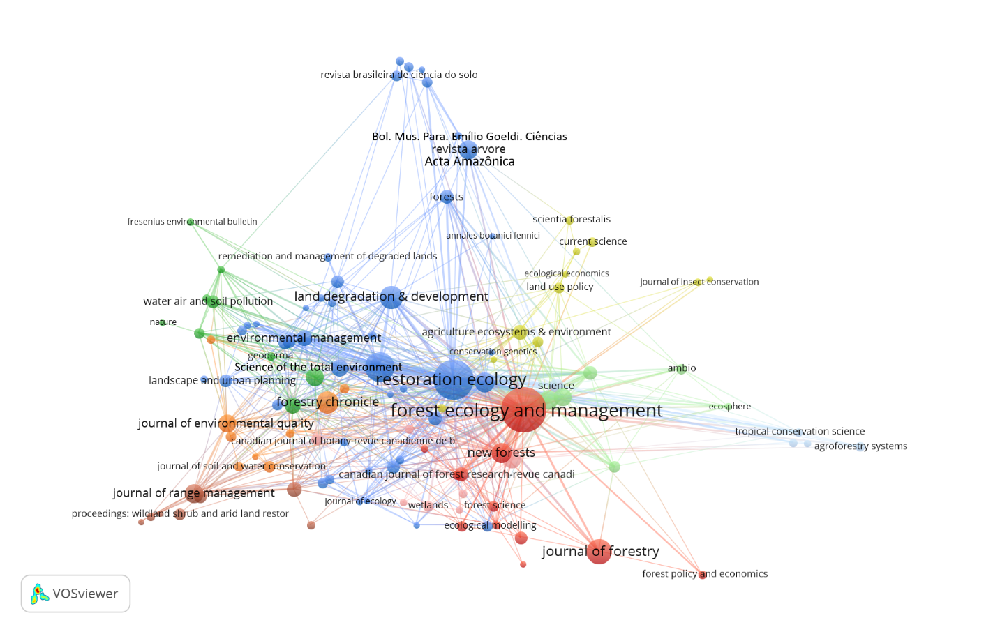 revista brasileira de ciencia do solo
Bol. Mus. Para. Emílio Goeldi. Ciências
revista arvore
Acta Amazônica
forests
scientia forestalis
fresenius environmental bulletin
annales botanici fennici
current science
remediation and management of degraded lands
ecological economics
journal of insect conservation
land use policy
land degradation & development
water air and soil pollution
nature
agriculture ecosystems & environment
environmental management
conservation genetics
geoderma
Science of the total environment
ambio
landscape and urban planning
restoration ecology
science
forestry chronicle
ecosphere
forest ecology and management
journal of environmental quality
tropical conservation science
canadian journal of botany-revue canadienne de b
agroforestry systems
new forests
journal of soil and water conservation
canadian journal of forest research-revue canadi
journal of range management
journal of ecology
wetlands
forest science
proceedings: wildland shrub and arid land restor
ecological modelling
journal of forestry
forest policy and economics
VOSviewer